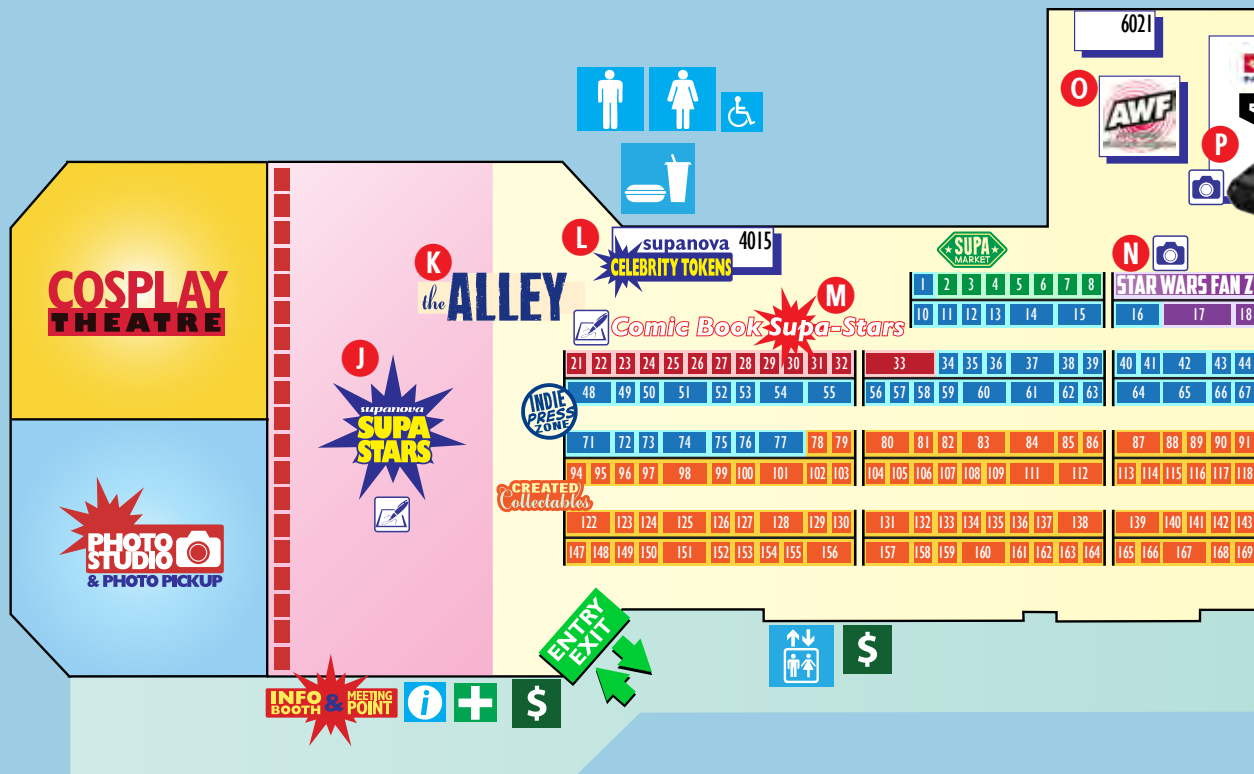 6021
O
AWF
P
L
supanova
CELEBRITY TOKENS
4015
K
the ALLEY
SUPA
MARKET
N
STAR WARS FAN Z
M
Comic Book Supa-Stars
COSPLAY
THEATRE
J
supanova
SUPA
STARS
1 2 3 4 5 6 7 8
10 11 12 13 14 15 16 17 18
21 22 23 24 25 26 27 28 29 30 31 32 33 34 35 36 37 38 39 40 41 42 43 44
48 49 50 51 52 53 54 55 56 57 58 59 60 61 62 63 64 65 66 67
INDIE
PRESS
ZONE
71 72 73 74 75 76 77 78 79 80 81 82 83 84 85 86 87 88 89 90 91
94 95 96 97 98 99 100 101 102 103 104 105 106 107 108 109 111 112 113 114 115 116 117 118
CREATED
Collectables
122 123 124 125 126 127 128 129 130 131 132 133 134 135 136 137 138 139 140 141 142 143
147 148 149 150 151 152 153 154 155 156 157 158 159 160 161 162 163 164 165 166 167 168 169
PHOTO
STUDIO
& PHOTO PICKUP
ENTRY
EXIT
INFO
BOOTH
&
MEETING
POINT
i
$
$